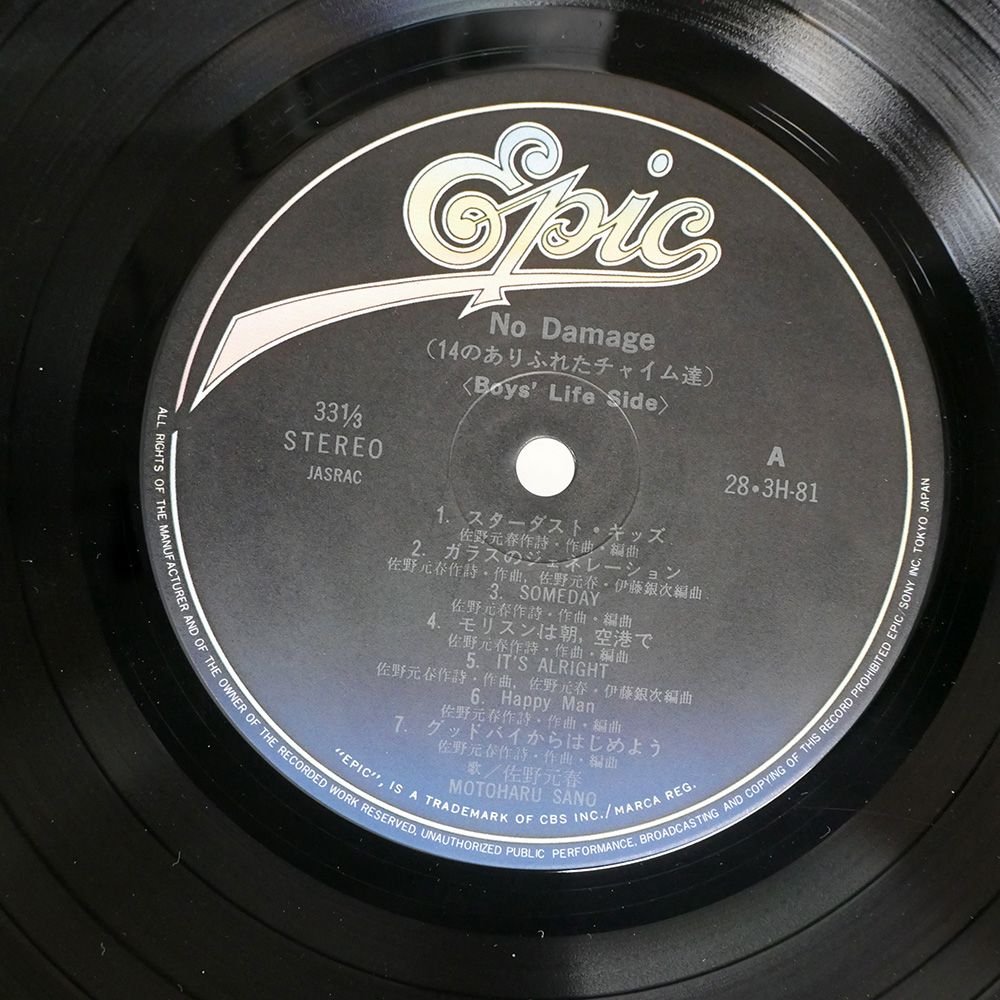 Epic
No Damage
(14のありふれたチャイム達)
〈Boys' Life Side〉
33⅓
STEREO
JASRAC
A
28・3H-81
1. スターダスト・キッズ
佐野元春作詩・作曲・編曲
2. ガラスのジェネレーション
佐野元春作詩・作曲, 佐野元春・伊藤銀次編曲
3. SOMEDAY
佐野元春作詩・作曲・編曲
4. モリスンは朝, 空港で
佐野元春作詩・作曲・編曲
5. IT'S ALRIGHT
佐野元春作詩・作曲, 佐野元春・伊藤銀次編曲
6. Happy Man
佐野元春作詩・作曲・編曲
7. グッドバイからはじめよう
佐野元春作詩・作曲・編曲
歌／佐野元春
MOTOHARU SANO
"EPIC", IS A TRADEMARK OF CBS INC./MARCA REG.
ALL RIGHTS OF THE MANUFACTURER AND OF THE OWNER OF THE RECORDED WORK RESERVED, UNAUTHORIZED PUBLIC PERFORMANCE, BROADCASTING AND COPYING OF THIS RECORD PROHIBITED EPIC/SONY INC. TOKYO JAPAN